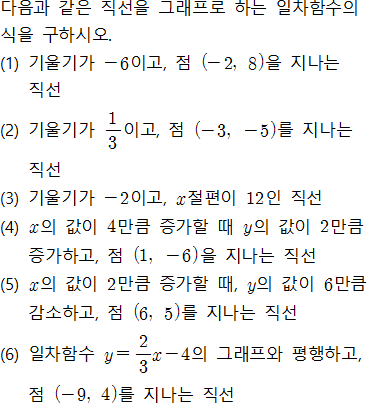 다음과 같은 직선을 그래프로 하는 일차함수의
식을 구하시오.
(1) 기울기가 −6이고, 점 (−2, 8)을 지나는
직선
(2) 기울기가 1/3이고, 점 (−3, −5)를 지나는
직선
(3) 기울기가 −2이고, x절편이 12인 직선
(4) x의 값이 4만큼 증가할 때 y의 값이 2만큼
증가하고, 점 (1, −6)을 지나는 직선
(5) x의 값이 2만큼 증가할 때, y의 값이 6만큼
감소하고, 점 (6, 5)를 지나는 직선
(6) 일차함수 y=2/3x−4의 그래프와 평행하고,
점 (−9, 4)를 지나는 직선